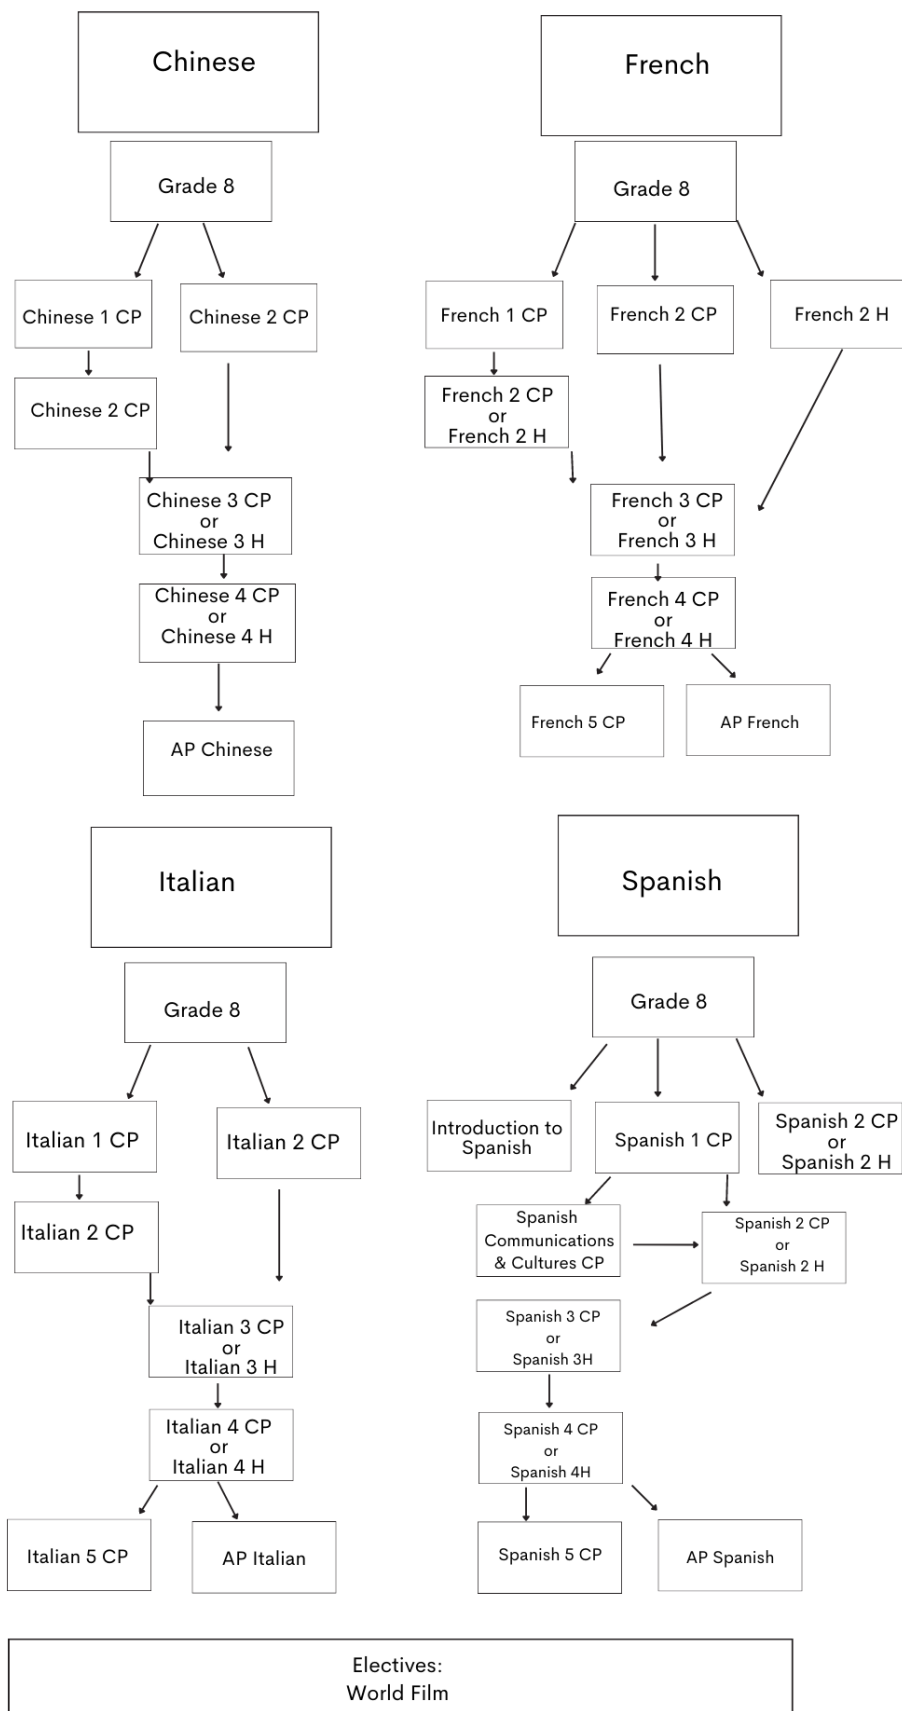 Chinese
Grade 8
Chinese 1 CP
Chinese 2 CP
Chinese 2 CP
Chinese 3 CP
or
Chinese 3 H
Chinese 4 CP
or
Chinese 4 H
AP Chinese
French
Grade 8
French 1 CP
French 2 CP
French 2 H
French 2 CP
or
French 2 H
French 3 CP
or
French 3 H
French 4 CP
or
French 4 H
French 5 CP
AP French
Italian
Grade 8
Italian 1 CP
Italian 2 CP
Italian 2 CP
Italian 3 CP
or
Italian 3 H
Italian 4 CP
or
Italian 4 H
Italian 5 CP
AP Italian
Spanish
Grade 8
Introduction to
Spanish
Spanish 1 CP
Spanish 2 CP
or
Spanish 2 H
Spanish
Communications
& Cultures CP
Spanish 2 CP
or
Spanish 2 H
Spanish 3 CP
or
Spanish 3H
Spanish 4 CP
or
Spanish 4H
Spanish 5 CP
AP Spanish
Electives:
World Film